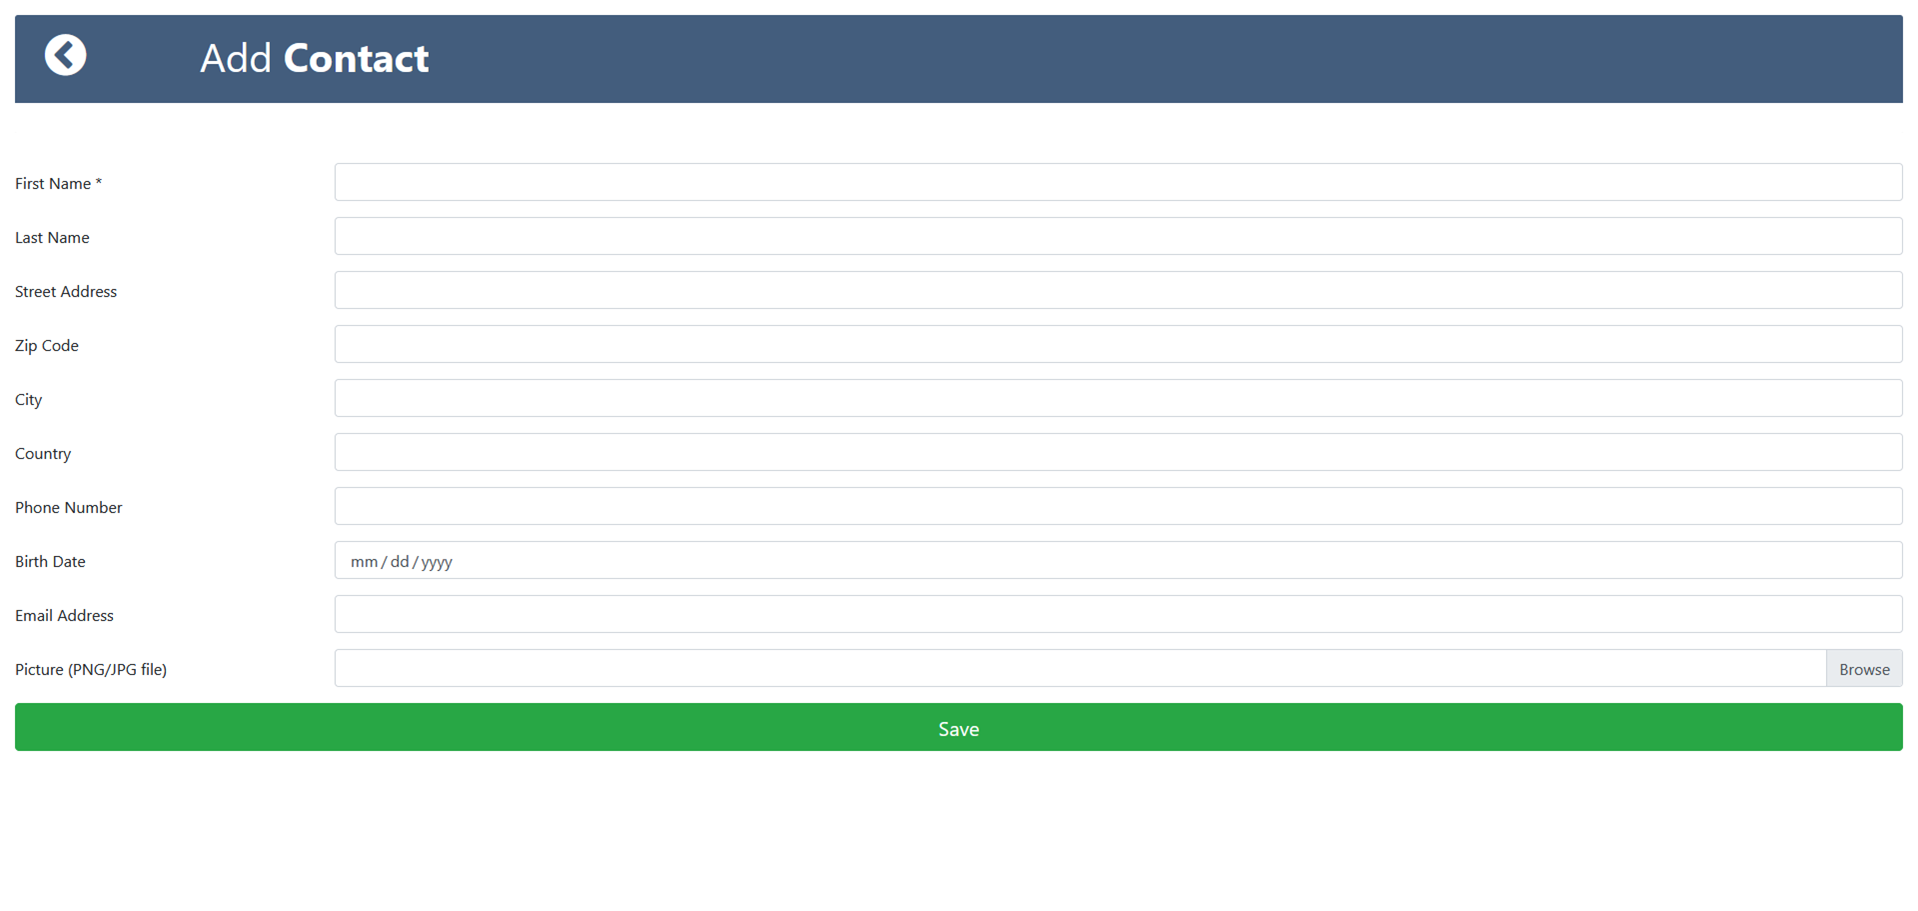 Add Contact
First Name *
Last Name
Street Address
Zip Code
City
Country
Phone Number
Birth Date mm/dd/yyyy
Email Address
Picture (PNG/JPG file) Browse
Save